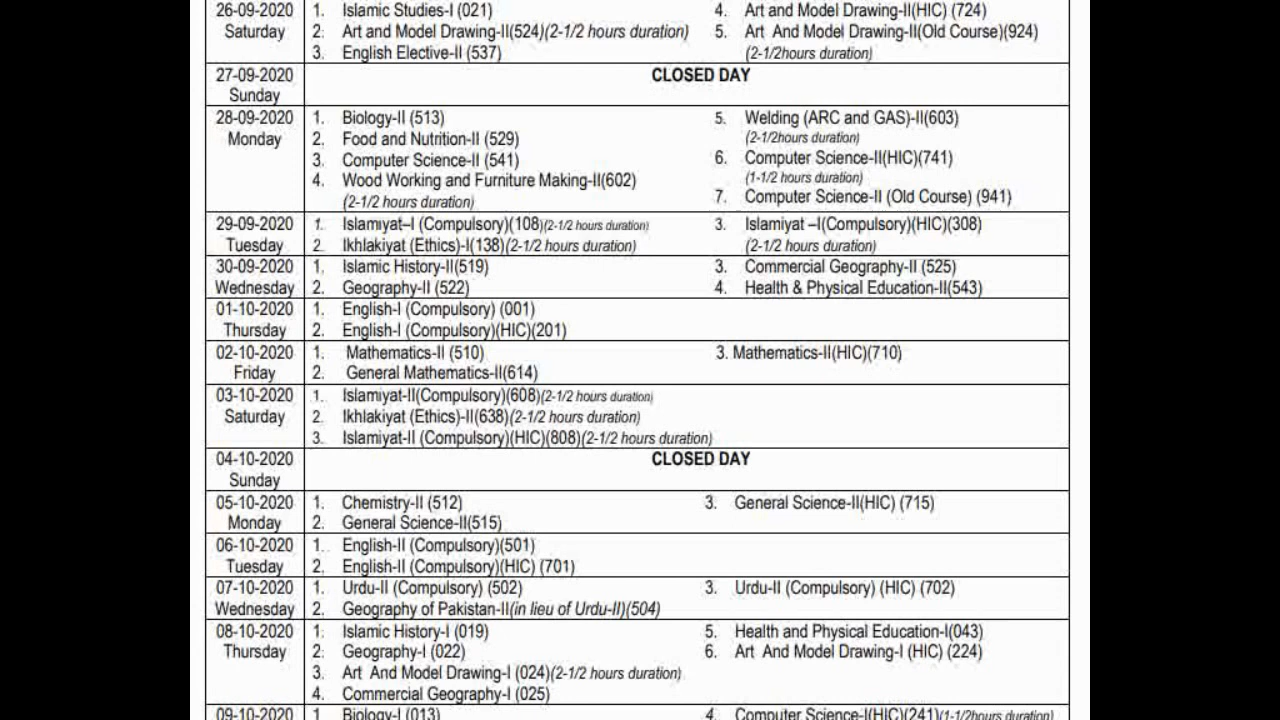 26-09-2020 1. Islamic Studies-I (021) 4. Art and Model Drawing-II(HIC) (724)
Saturday 2. Art and Model Drawing-II(524)(2-1/2 hours duration) 5. Art And Model Drawing-II(Old Course)(924)
3. English Elective-II (537) (2-1/2hours duration)
27-09-2020 CLOSED DAY
Sunday
28-09-2020 1. Biology-II (513) 5. Welding (ARC and GAS)-II(603)
Monday 2. Food and Nutrition-II (529) (2-1/2hours duration)
3. Computer Science-II (541) 6. Computer Science-II(HIC)(741)
4. Wood Working and Furniture Making-II(602) (1-1/2 hours duration)
(2-1/2 hours duration) 7. Computer Science-II (Old Course) (941)
29-09-2020 1. Islamiyat–I (Compulsory)(108)(2-1/2 hours duration) 3. Islamiyat –I(Compulsory)(HIC)(308)
Tuesday 2. Ikhlakiyat (Ethics)-I(138)(2-1/2 hours duration) (2-1/2 hours duration)
30-09-2020 1. Islamic History-II(519) 3. Commercial Geography-II (525)
Wednesday 2. Geography-II (522) 4. Health & Physical Education-II(543)
01-10-2020 1. English-I (Compulsory) (001)
Thursday 2. English-I (Compulsory)(HIC)(201)
02-10-2020 1. Mathematics-II (510) 3. Mathematics-II(HIC)(710)
Friday 2. General Mathematics-II(614)
03-10-2020 1. Islamiyat-II(Compulsory)(608)(2-1/2 hours duration)
Saturday 2. Ikhlakiyat (Ethics)-II(638)(2-1/2 hours duration)
3. Islamiyat-II (Compulsory)(HIC)(808)(2-1/2 hours duration)
04-10-2020 CLOSED DAY
Sunday
05-10-2020 1. Chemistry-II (512) 3. General Science-II(HIC) (715)
Monday 2. General Science-II(515)
06-10-2020 1. English-II (Compulsory)(501)
Tuesday 2. English-II (Compulsory)(HIC) (701)
07-10-2020 1. Urdu-II (Compulsory) (502) 3. Urdu-II (Compulsory) (HIC) (702)
Wednesday 2. Geography of Pakistan-II(in lieu of Urdu-II)(504)
08-10-2020 1. Islamic History-I (019) 5. Health and Physical Education-I(043)
Thursday 2. Geography-I (022) 6. Art And Model Drawing-I (HIC) (224)
3. Art And Model Drawing-I (024)(2-1/2 hours duration)
4. Commercial Geography-I (025)
09-10-2020 1. Biology-I (013) 4. Computer Science-I(HIC)(241)(1-1/2hours duration)